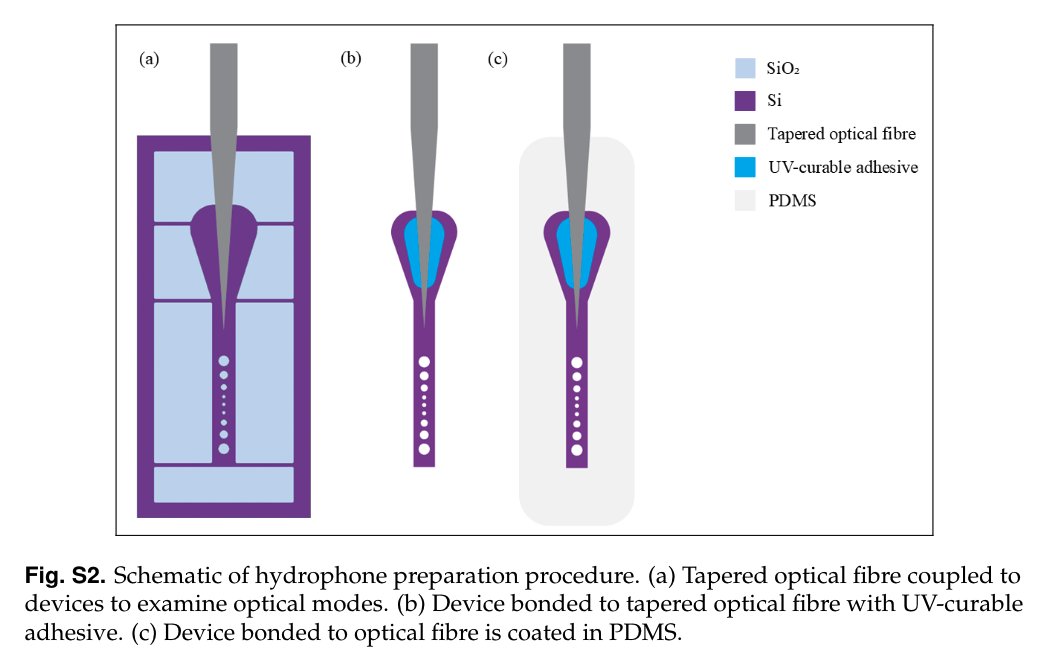 (a) (b) (c)
SiO₂
Si
Tapered optical fibre
UV-curable adhesive
PDMS
Fig. S2. Schematic of hydrophone preparation procedure. (a) Tapered optical fibre coupled to
devices to examine optical modes. (b) Device bonded to tapered optical fibre with UV-curable
adhesive. (c) Device bonded to optical fibre is coated in PDMS.